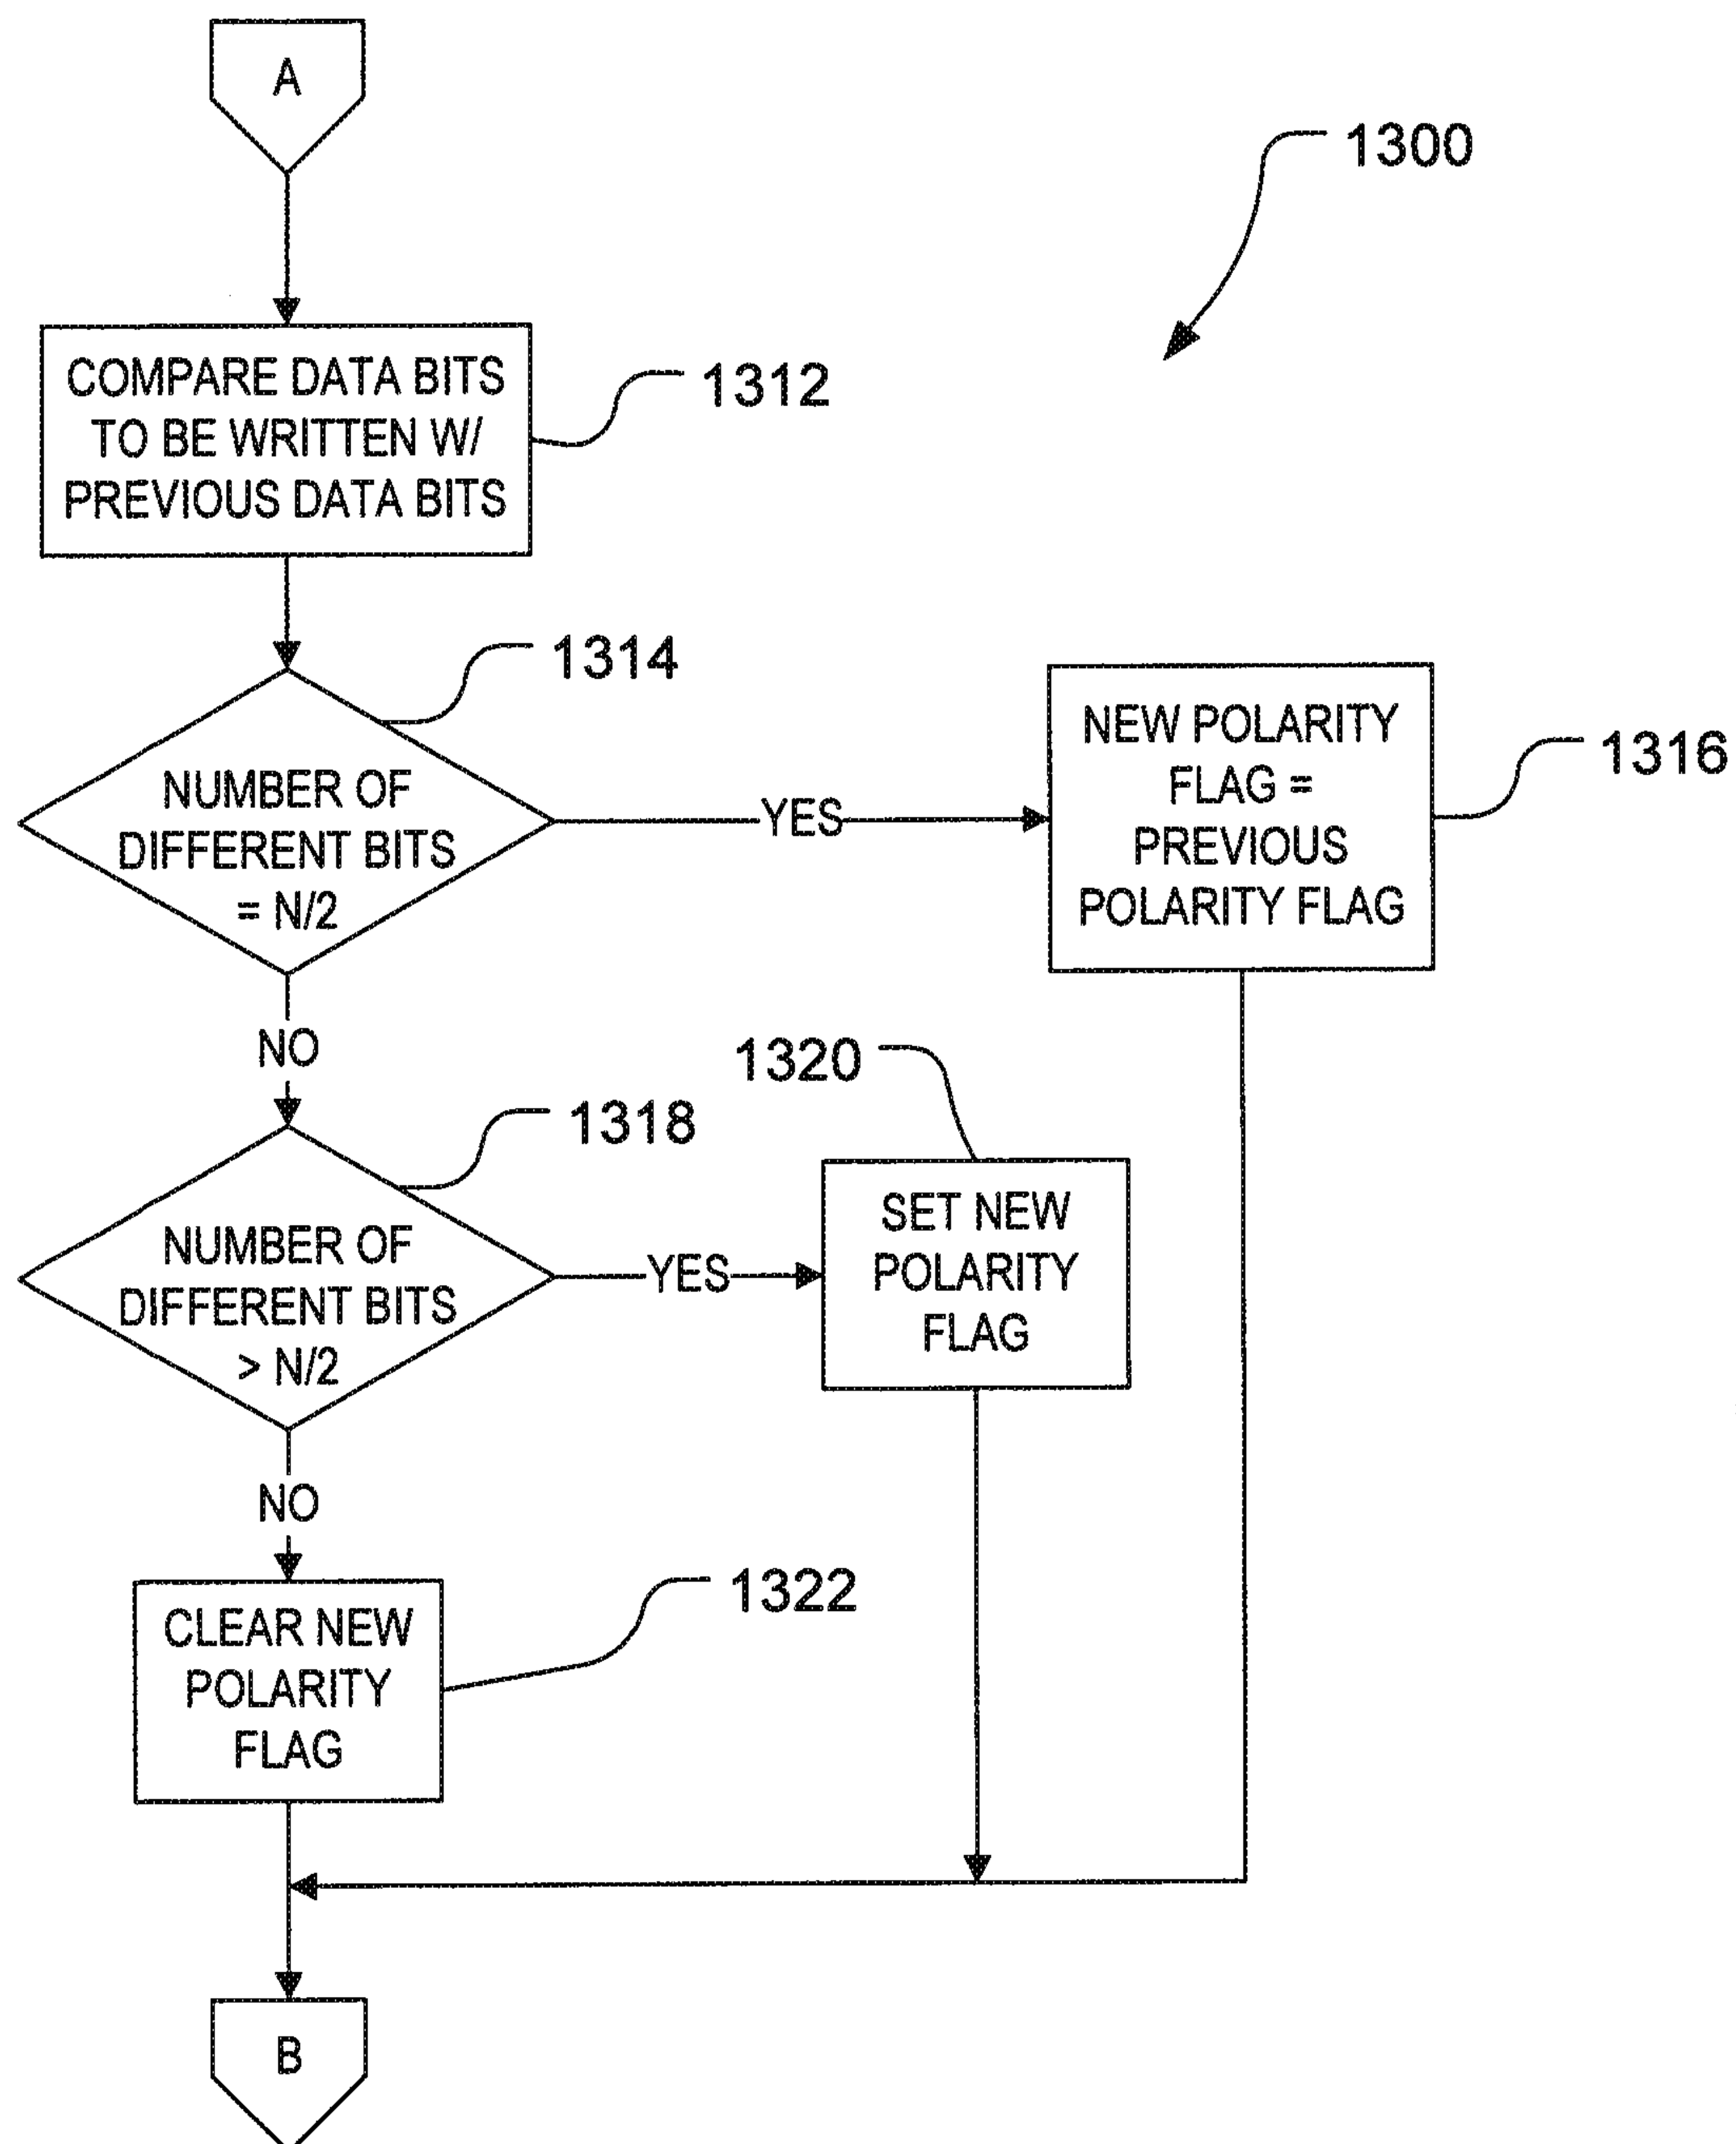 A
1300
COMPARE DATA BITS
TO BE WRITTEN W/
PREVIOUS DATA BITS
1312
1314
NUMBER OF
DIFFERENT BITS
= N/2
YES
NEW POLARITY
FLAG =
PREVIOUS
POLARITY FLAG
1316
NO
1318
NUMBER OF
DIFFERENT BITS
> N/2
YES
1320
SET NEW
POLARITY
FLAG
NO
CLEAR NEW
POLARITY
FLAG
1322
B